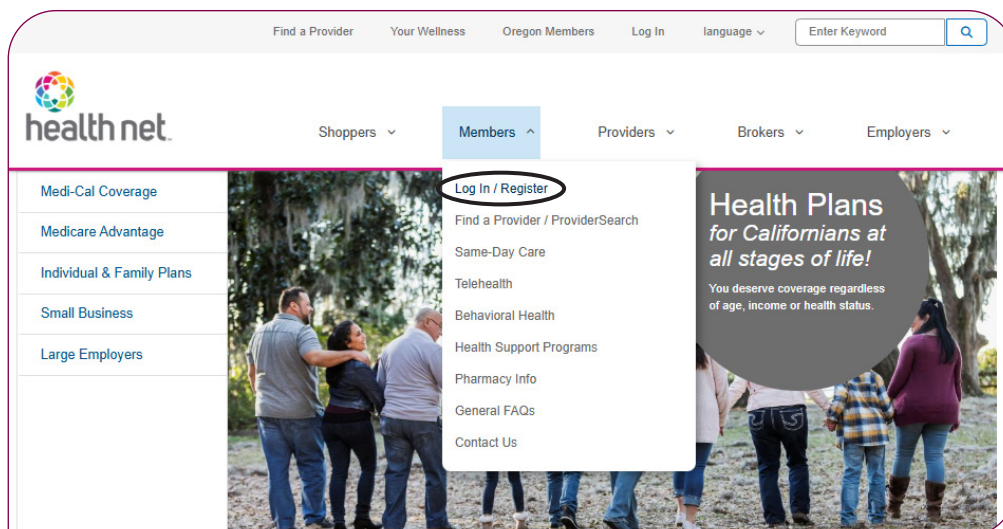 Find a Provider Your Wellness Oregon Members Log In language Enter Keyword
health net.
Shoppers Members Providers Brokers Employers
Medi-Cal Coverage
Medicare Advantage
Individual & Family Plans
Small Business
Large Employers
Log In / Register
Find a Provider / ProviderSearch
Same-Day Care
Telehealth
Behavioral Health
Health Support Programs
Pharmacy Info
General FAQs
Contact Us
Health Plans
for Californians at
all stages of life!
You deserve coverage regardless
of age, income or health status.